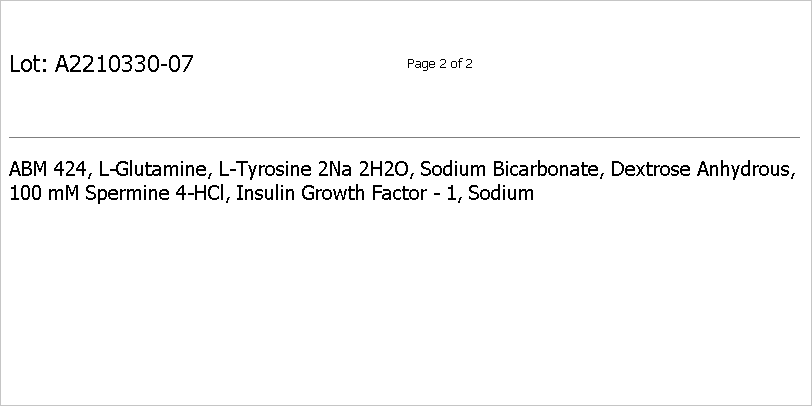 Lot: A2210330-07
Page 2 of 2
ABM 424, L-Glutamine, L-Tyrosine 2Na 2H2O, Sodium Bicarbonate, Dextrose Anhydrous,
100 mM Spermine 4-HCl, Insulin Growth Factor - 1, Sodium